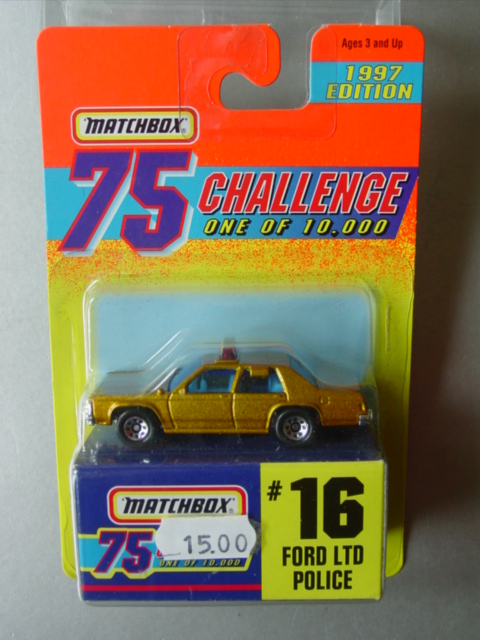 Ages 3 and Up
1997
EDITION
MATCHBOX®
75 CHALLENGE
ONE OF 10,000
MATCHBOX®
75
ONE OF 10,000
15.00
#16
FORD LTD
POLICE